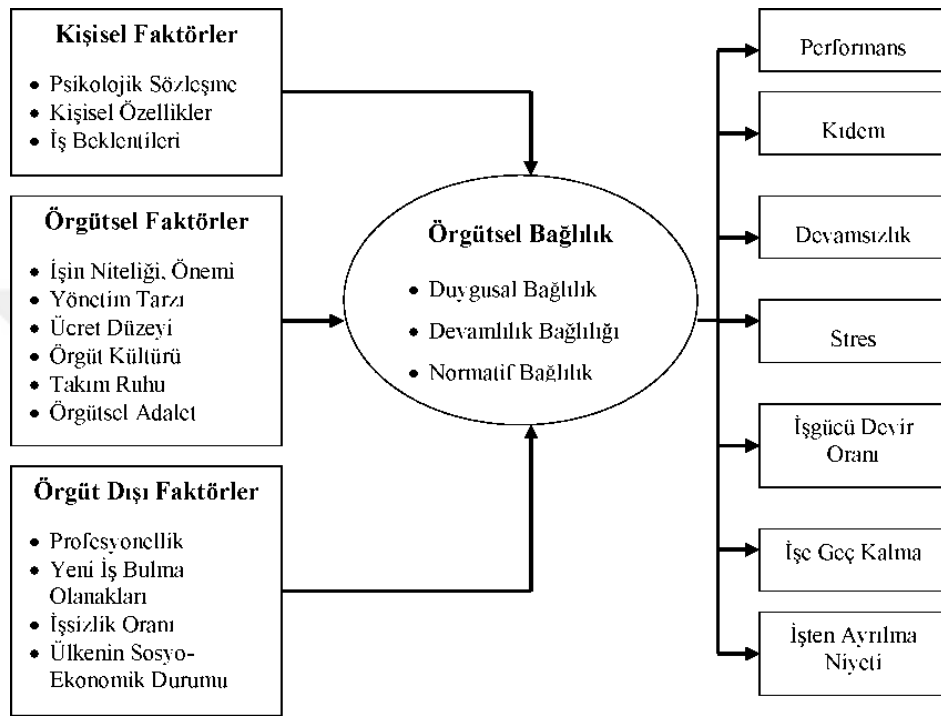 Kişisel Faktörler
• Psikolojik Sözleşme
• Kişisel Özellikler
• İş Beklentileri
Örgütsel Faktörler
• İşin Niteliği, Önemi
• Yönetim Tarzı
• Ücret Düzeyi
• Örgüt Kültürü
• Takım Ruhu
• Örgütsel Adalet
Örgüt Dışı Faktörler
• Profesyonellik
• Yeni İş Bulma
Olanakları
• İşsizlik Oranı
• Ülkenin Sosyo-
Ekonomik Durumu
Örgütsel Bağlılık
• Duygusal Bağlılık
• Devamlılık Bağlılığı
• Normatif Bağlılık
Performans
Kıdem
Devamsızlık
Stres
İşgücü Devir
Oranı
İşe Geç Kalma
İşten Ayrılma
Niyeti